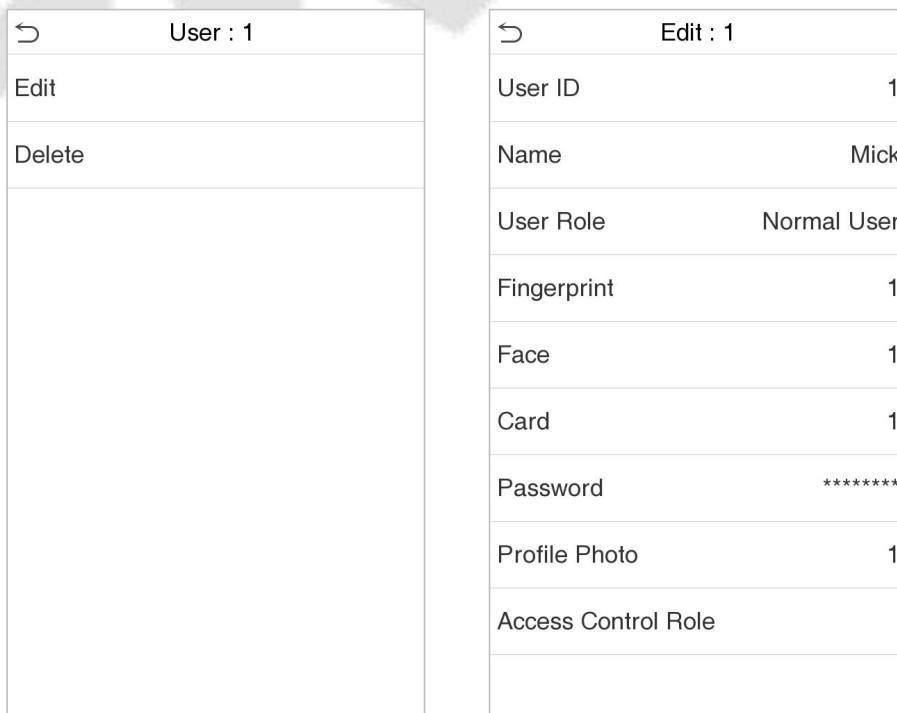 User : 1
Edit
Delete
Edit : 1
User ID 1
Name Mick
User Role Normal User
Fingerprint 1
Face 1
Card 1
Password ********
Profile Photo 1
Access Control Role